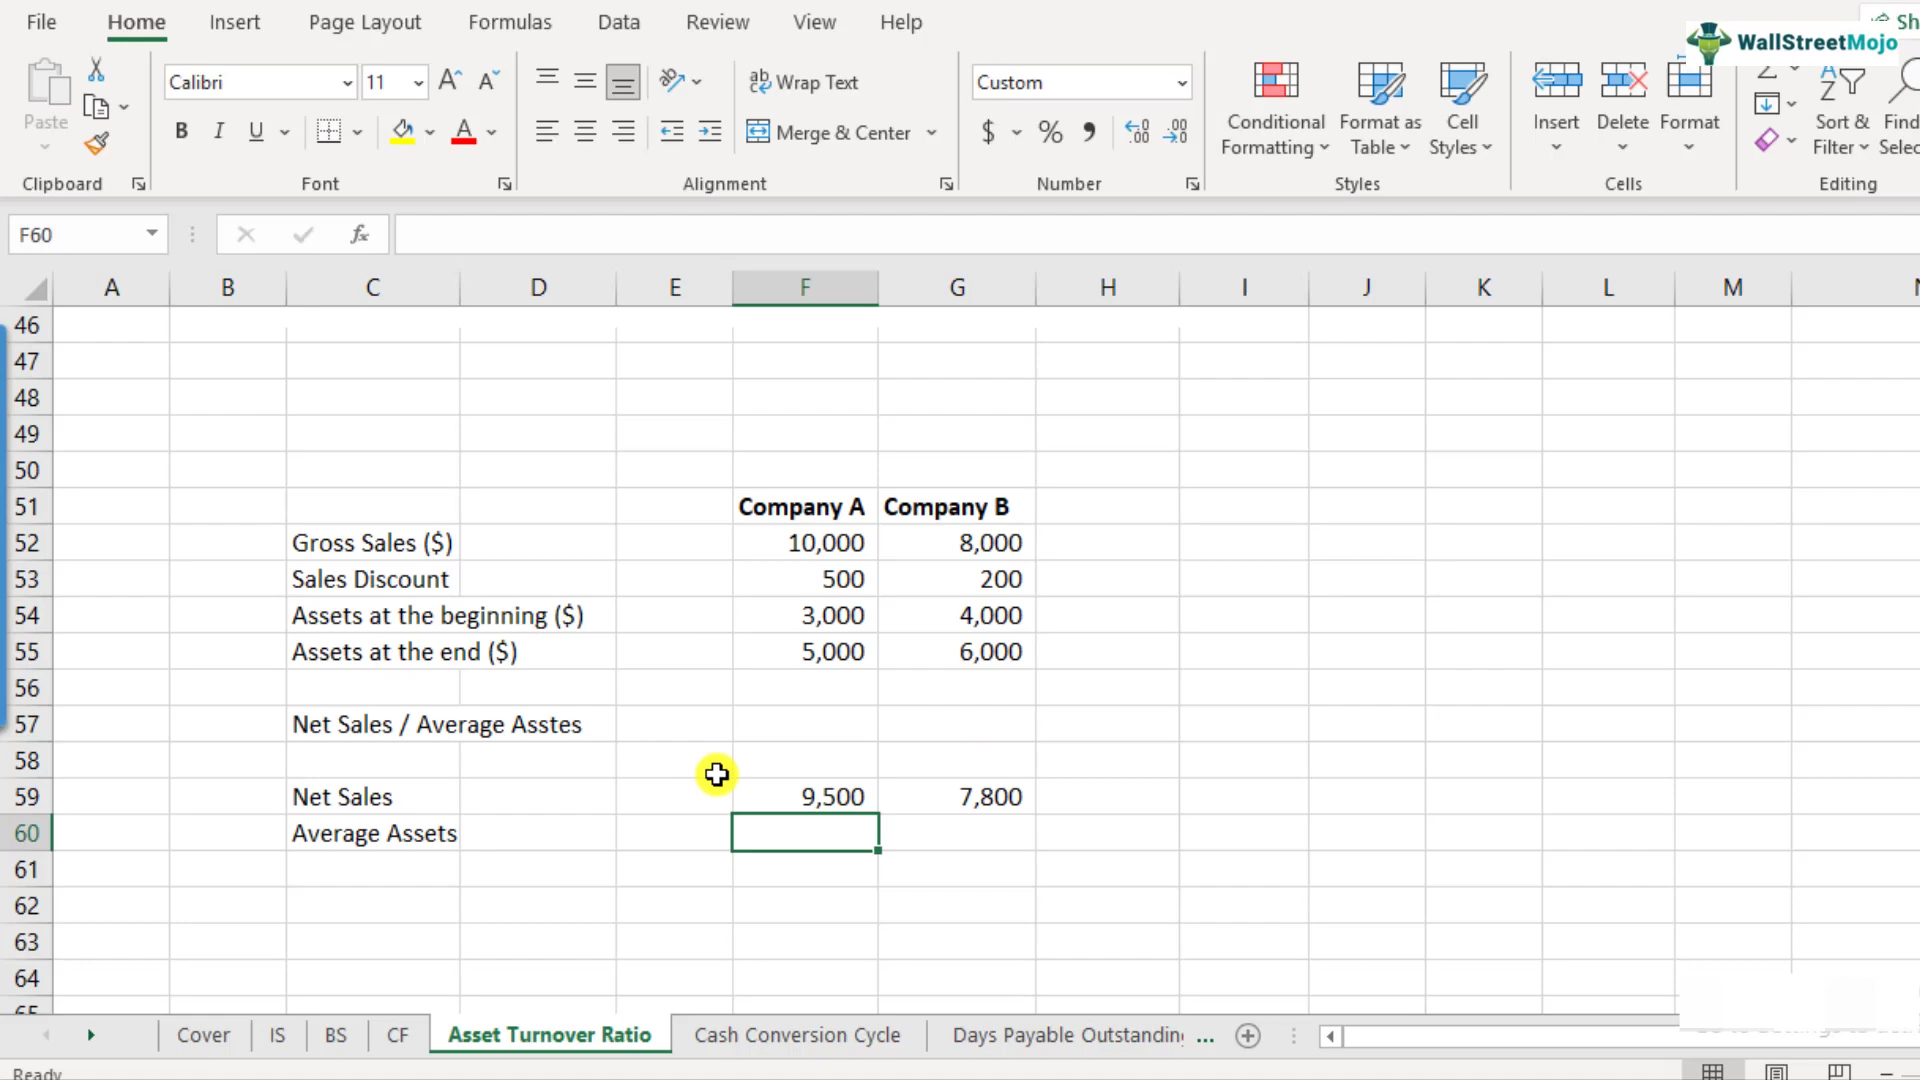 File Home Insert Page Layout Formulas Data Review View Help Sh
WallStreetMojo
Calibri 11 Wrap Text Custom
Paste B I U Merge & Center $ % Conditional Formatting Format as Table Cell Styles Insert Delete Format Sort & Filter Find
Clipboard Font Alignment Number Styles Cells Editing
F60 fx
A B C D E F G H I J K L M
46
47
48
49
50
51 Company A Company B
52 Gross Sales ($) 10,000 8,000
53 Sales Discount 500 200
54 Assets at the beginning ($) 3,000 4,000
55 Assets at the end ($) 5,000 6,000
56
57 Net Sales / Average Asstes
58
59 Net Sales 9,500 7,800
60 Average Assets
61
62
63
64
Cover IS BS CF Asset Turnover Ratio Cash Conversion Cycle Days Payable Outstanding ...
Ready